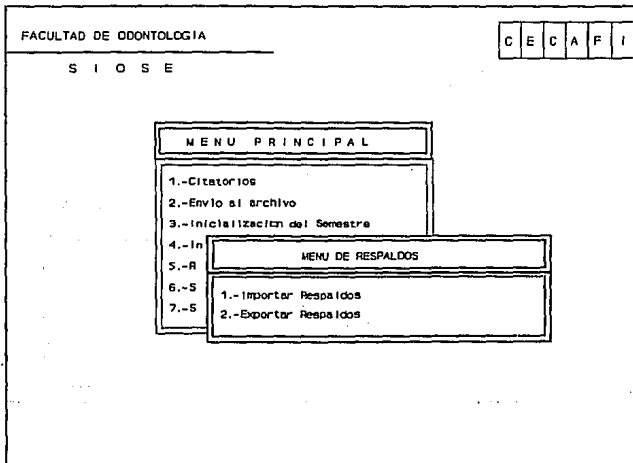 FACULTAD DE ODONTOLOGIA
C E C A F I
S I O S E
MENU PRINCIPAL
1.-Citatorios
2.-Envio al archivo
3.-Inicializacion del Semestre
4.-In
5.-R
6.-S
7.-S
MENU DE RESPALDOS
1.-Importar Respaldos
2.-Exportar Respaldos